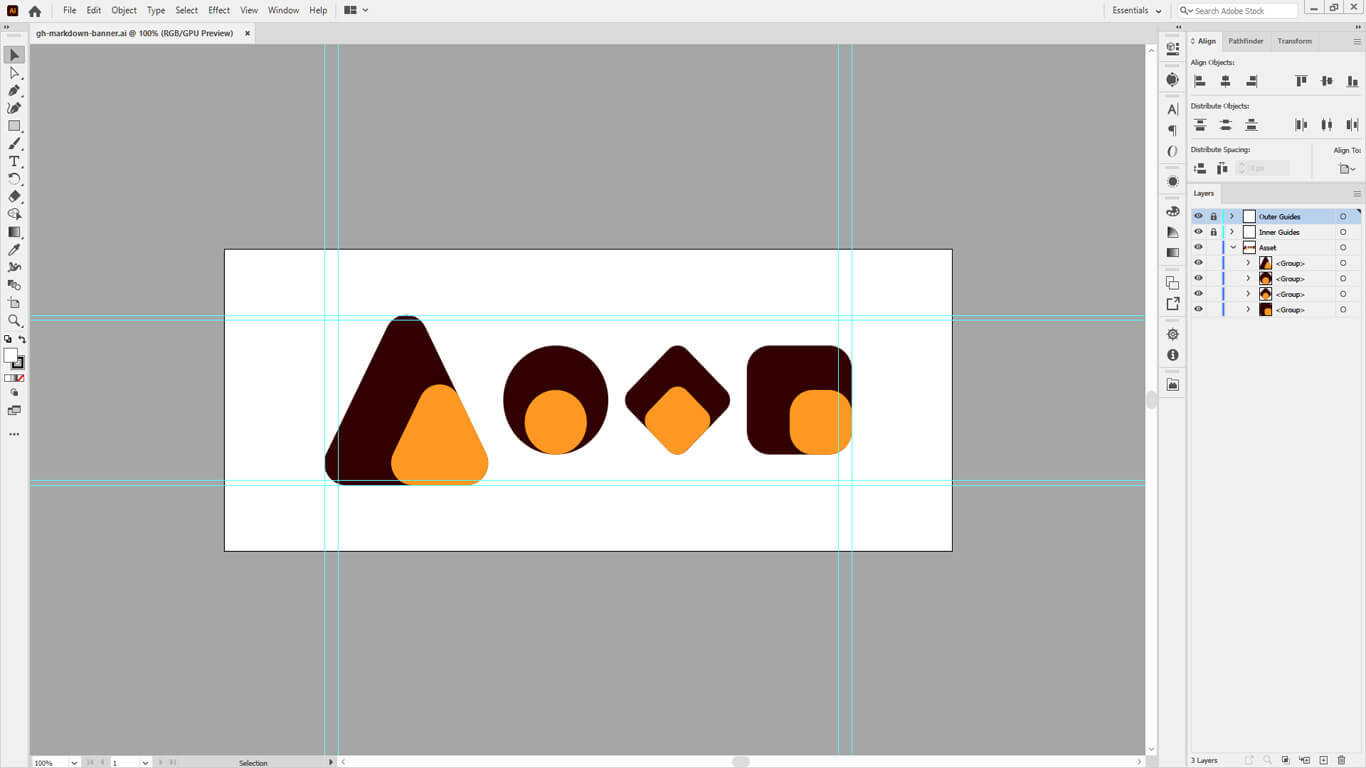 Ai File Edit Object Type Select Effect View Window Help Essentials Search Adobe Stock
gh-markdown-banner.ai @ 100% (RGB/GPU Preview)
Align Pathfinder Transform
Align Objects:
Distribute Objects:
Distribute Spacing: Align To:
0 px
Layers
Outer Guides
Inner Guides
Asset
<Group>
<Group>
<Group>
<Group>
100% 1 Selection 3 Layers